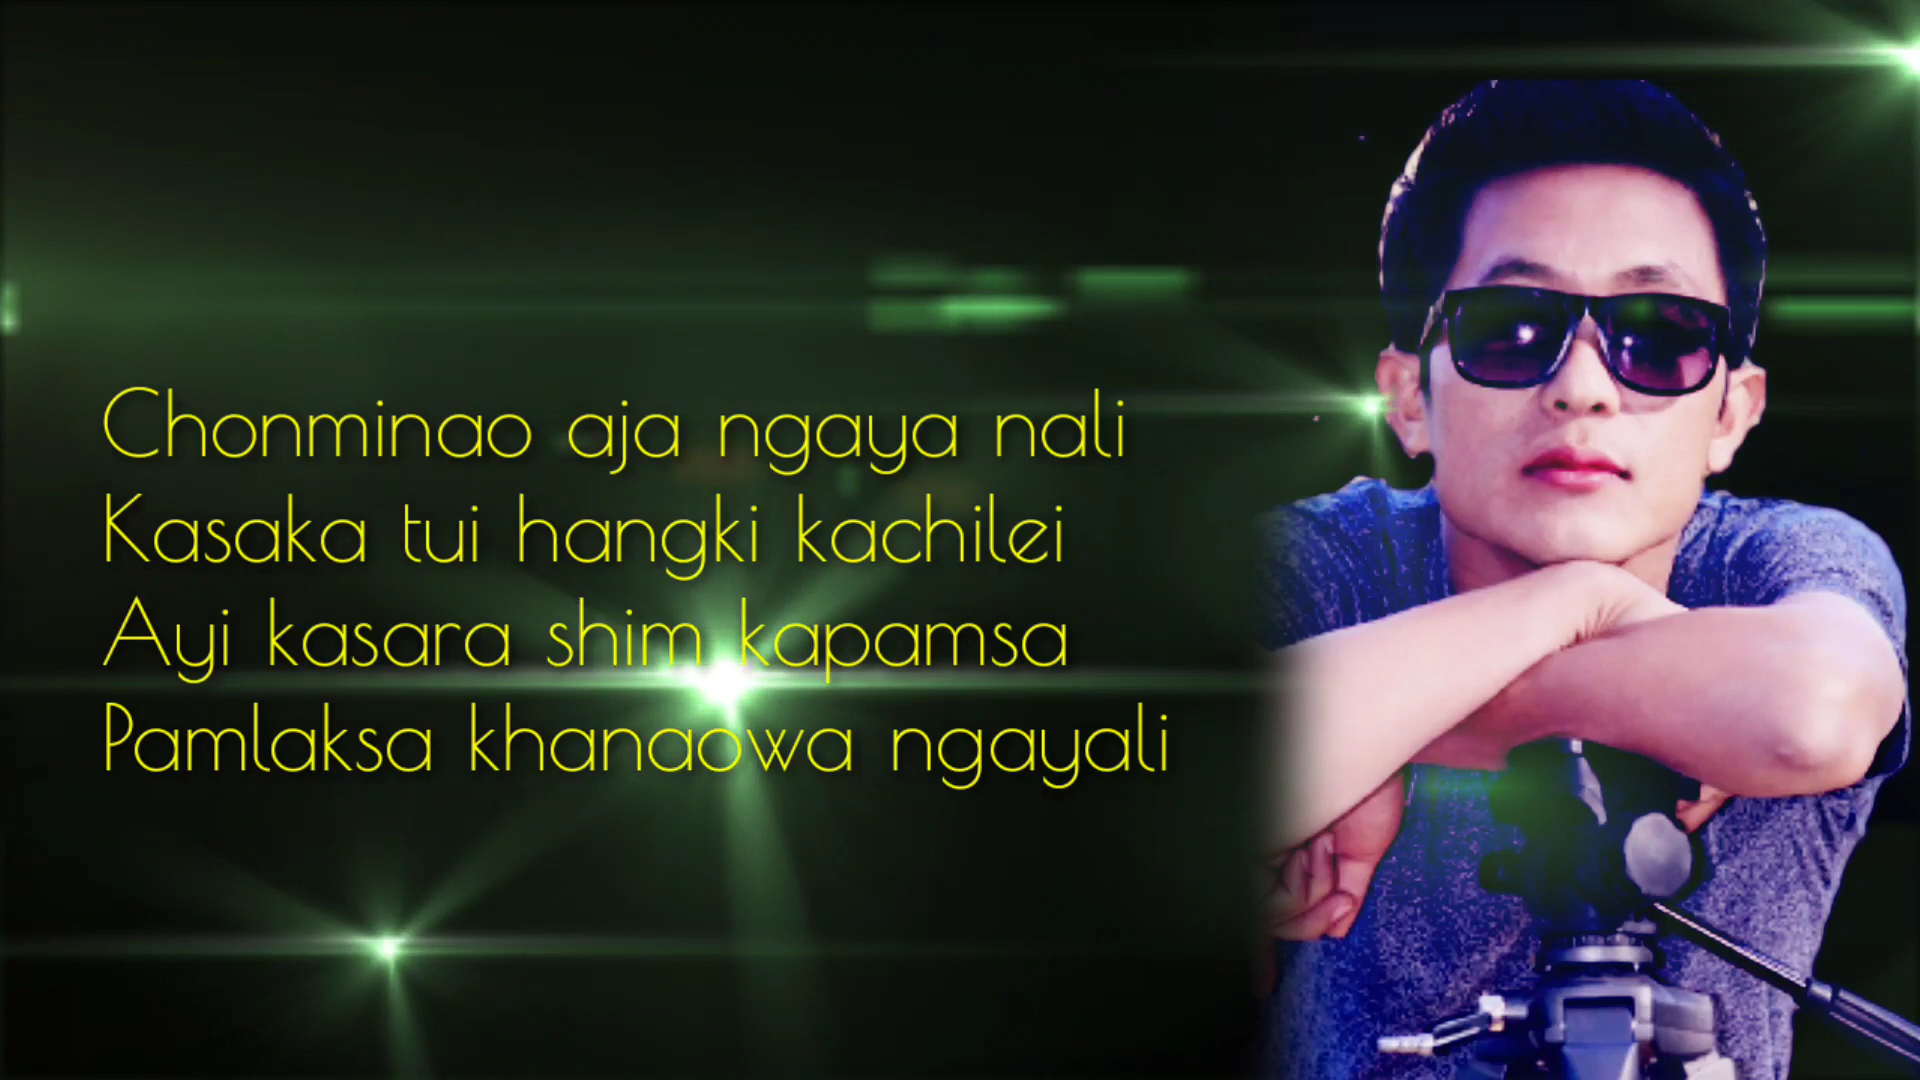 Chonminao aja ngaya nali
Kasaka tui hangki kachilei
Ayi kasara shim kapamsa
Pamlaksa khanaowa ngayali